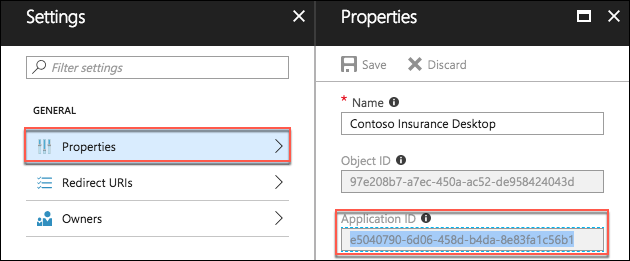 Settings
Filter settings
GENERAL
Properties
Redirect URIs
Owners
Properties
Save Discard
* Name
Contoso Insurance Desktop
Object ID
97e208b7-a7ec-450a-ac52-de958424043d
Application ID
e5040790-6d06-458d-b4da-8e83fa1c56b1